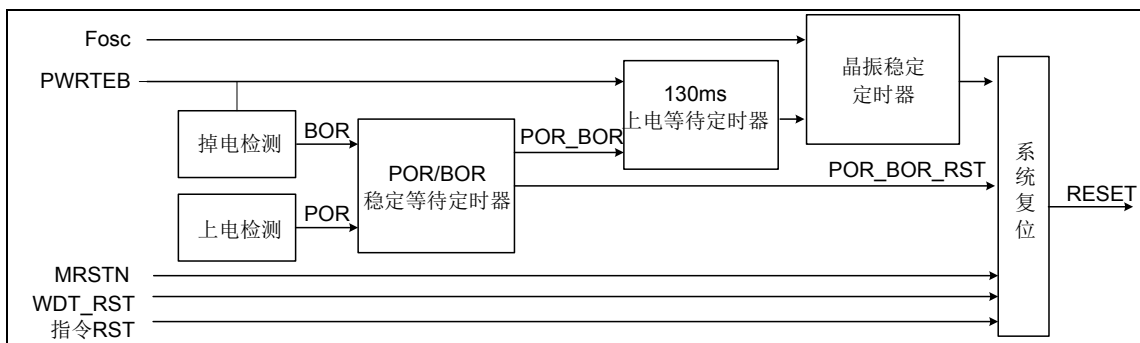 Fosc
PWRTEB
掉电检测
BOR
上电检测
POR
POR/BOR
稳定等待定时器
POR_BOR
130ms
上电等待定时器
晶振稳定
定时器
POR_BOR_RST
MRSTN
WDT_RST
指令RST
系统复位
RESET